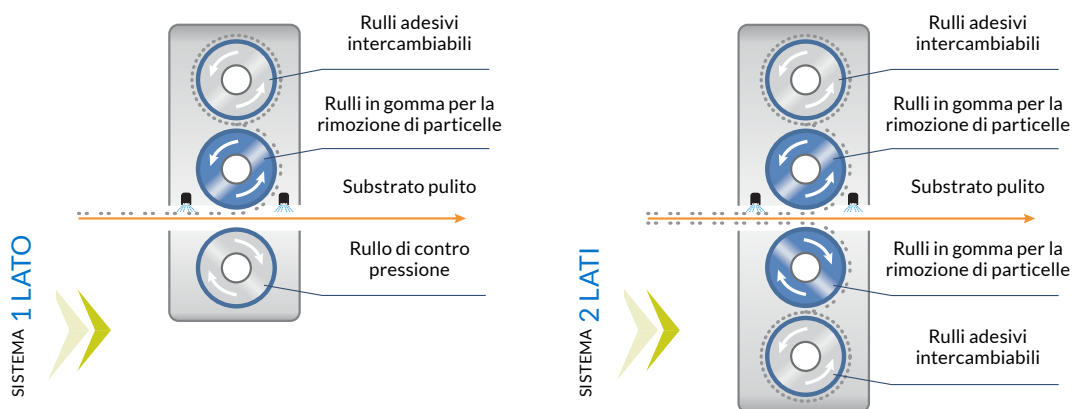 Rulli adesivi
intercambiabili
Rulli in gomma per la
rimozione di particelle
Substrato pulito
Rullo di contro
pressione
SISTEMA 1 LATO
Rulli adesivi
intercambiabili
Rulli in gomma per la
rimozione di particelle
Substrato pulito
Rulli in gomma per la
rimozione di particelle
Rulli adesivi
intercambiabili
SISTEMA 2 LATI